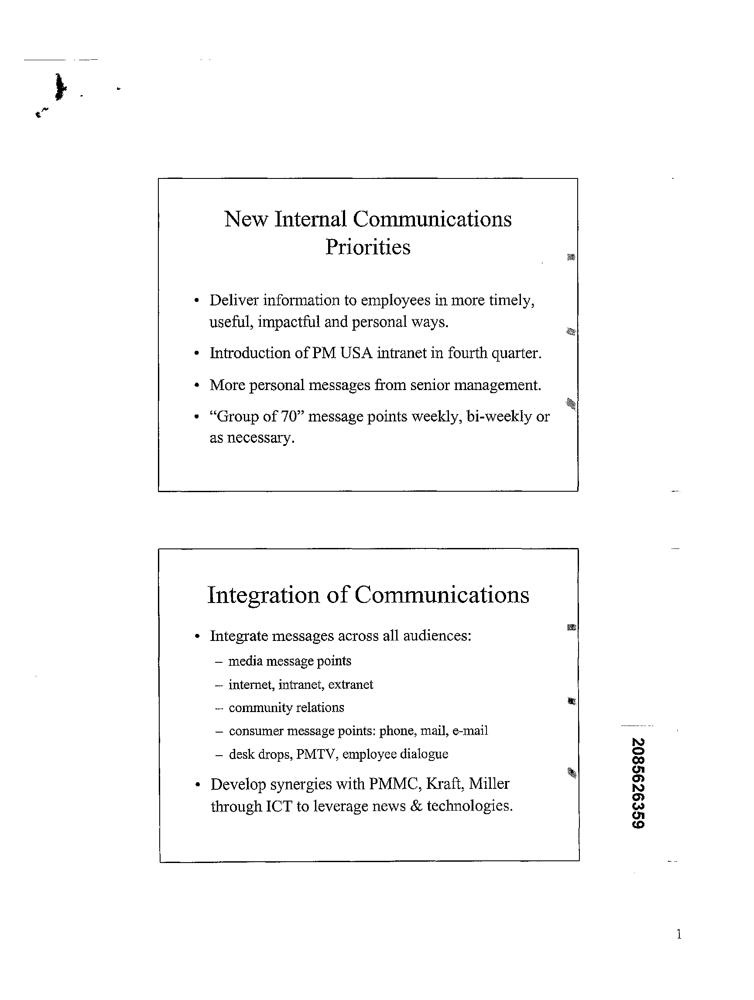 New Internal Communications
Priorities
• Deliver information to employees in more timely,
useful, impactful and personal ways.
• Introduction of PM USA intranet in fourth quarter.
• More personal messages from senior management.
• “Group of 70” message points weekly, bi-weekly or
as necessary.
Integration of Communications
• Integrate messages across all audiences:
– media message points
– internet, intranet, extranet
– community relations
– consumer message points: phone, mail, e-mail
– desk drops, PMTV, employee dialogue
• Develop synergies with PMMC, Kraft, Miller
through ICT to leverage news & technologies.
2085626359
1